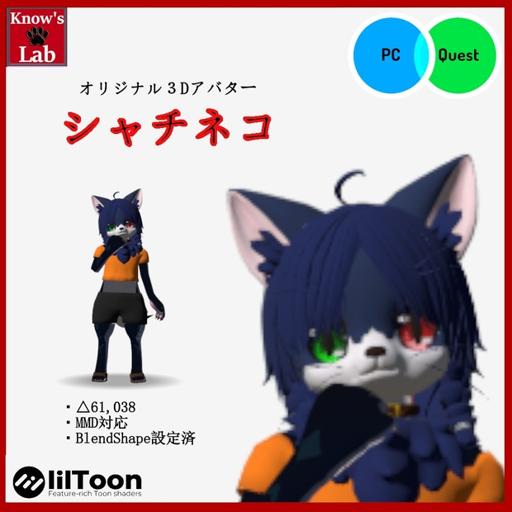 Know's
Lab
PC
Quest
オリジナル３Dアバター
シャチネコ
・△61,038
・MMD対応
・BlendShape設定済
lilToon
Feature-rich Toon shaders